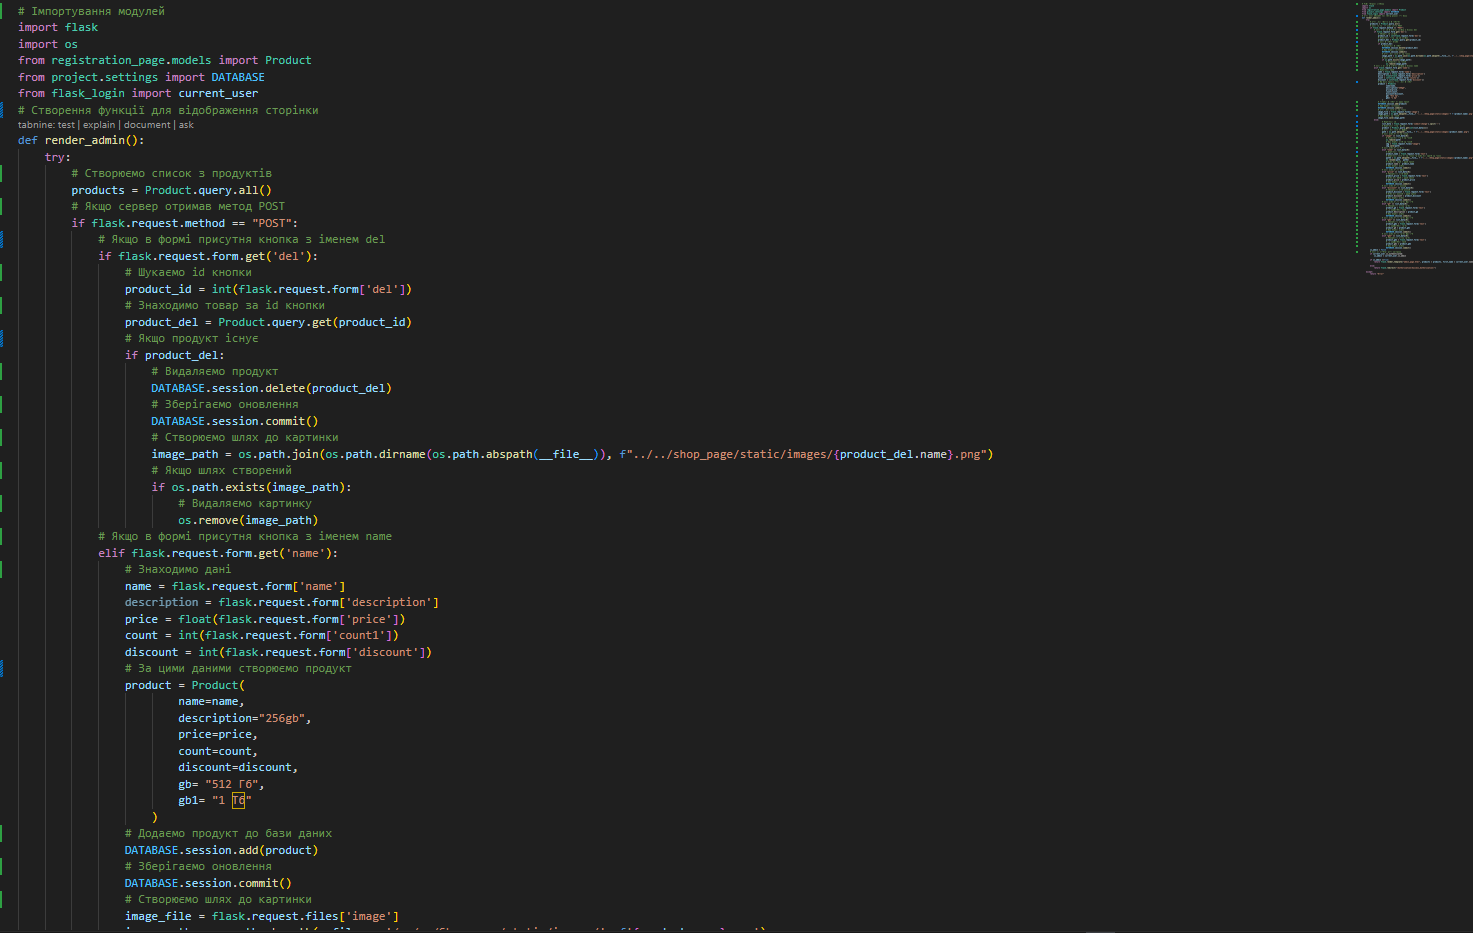 # Імпортування модулей
import flask
import os
from registration_page.models import Product
from project.settings import DATABASE
from flask_login import current_user
# Створення функції для відображення сторінки
tabnine: test | explain | document | ask
def render_admin():
    try:
        # Створюємо список з продуктів
        products = Product.query.all()
        # Якщо сервер отримав метод POST
        if flask.request.method == "POST":
            # Якщо в формі присутня кнопка з іменем del
            if flask.request.form.get('del'):
                # Шукаємо id кнопки
                product_id = int(flask.request.form['del'])
                # Знаходимо товар за id кнопки
                product_del = Product.query.get(product_id)
                # Якщо продукт існує
                if product_del:
                    # Видаляємо продукт
                    DATABASE.session.delete(product_del)
                    # Зберігаємо оновлення
                    DATABASE.session.commit()
                    # Створюємо шлях до картинки
                    image_path = os.path.join(os.path.dirname(os.path.abspath(__file__)), f"../../shop_page/static/images/{product_del.name}.png")
                    # Якщо шлях створений
                    if os.path.exists(image_path):
                        # Видаляємо картинку
                        os.remove(image_path)
            # Якщо в формі присутня кнопка з іменем name
            elif flask.request.form.get('name'):
                # Знаходимо дані
                name = flask.request.form['name']
                description = flask.request.form['description']
                price = float(flask.request.form['price'])
                count = int(flask.request.form['count1'])
                discount = int(flask.request.form['discount'])
                # За цими даними створюємо продукт
                product = Product(
                        name=name,
                        description="256gb",
                        price=price,
                        count=count,
                        discount=discount,
                        gb= "512 Гб",
                        gb1= "1 Тб"
                    )
                # Додаємо продукт до бази даних
                DATABASE.session.add(product)
                # Зберігаємо оновлення
                DATABASE.session.commit()
                # Створюємо шлях до картинки
                image_file = flask.request.files['image']